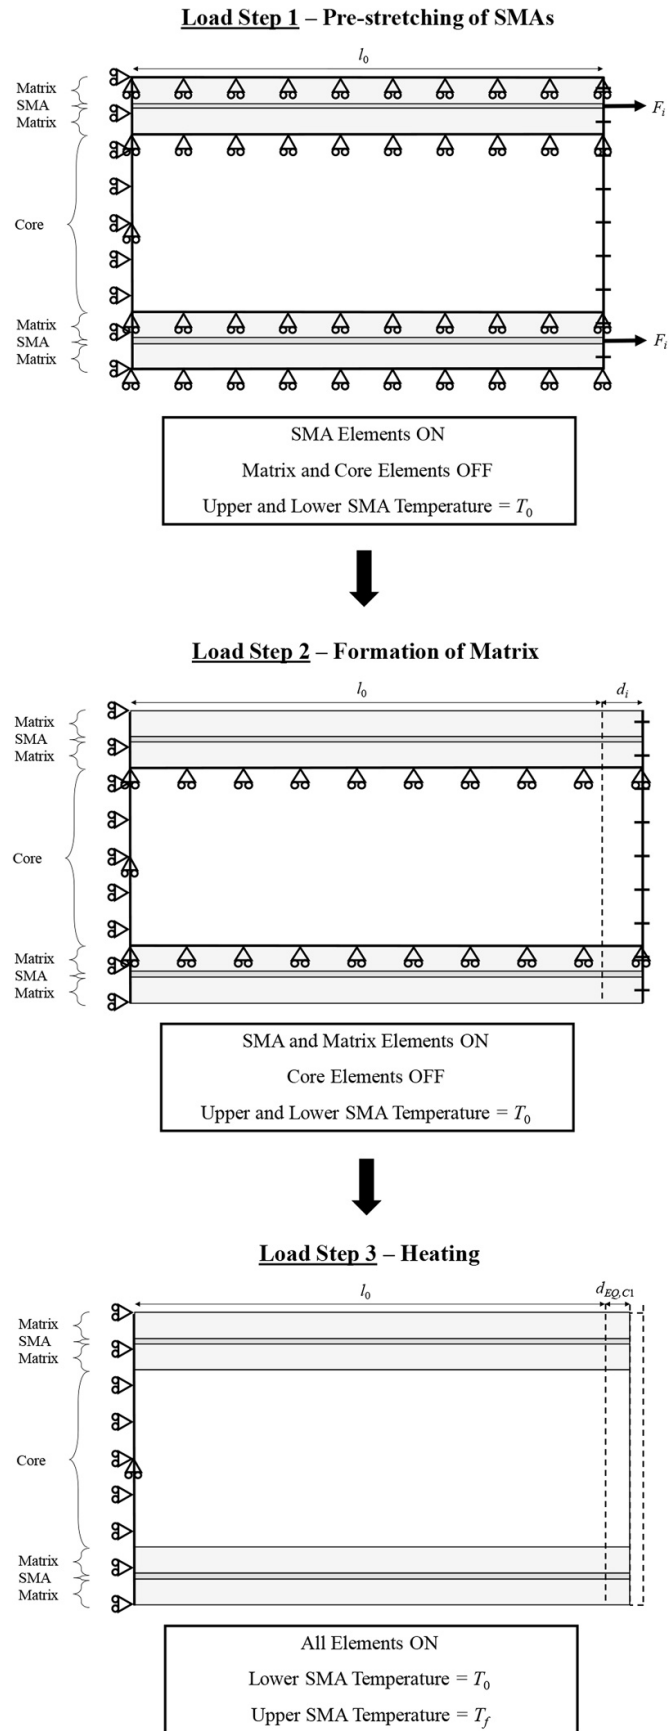 Load Step 1 – Pre-stretching of SMAs
l0
Matrix
SMA
Matrix
Fi
Core
Matrix
SMA
Matrix
Fi
SMA Elements ON
Matrix and Core Elements OFF
Upper and Lower SMA Temperature = T0
Load Step 2 – Formation of Matrix
l0
di
Matrix
SMA
Matrix
Core
Matrix
SMA
Matrix
SMA and Matrix Elements ON
Core Elements OFF
Upper and Lower SMA Temperature = T0
Load Step 3 – Heating
l0
dEQ,C1
Matrix
SMA
Matrix
Core
Matrix
SMA
Matrix
All Elements ON
Lower SMA Temperature = T0
Upper SMA Temperature = Tf